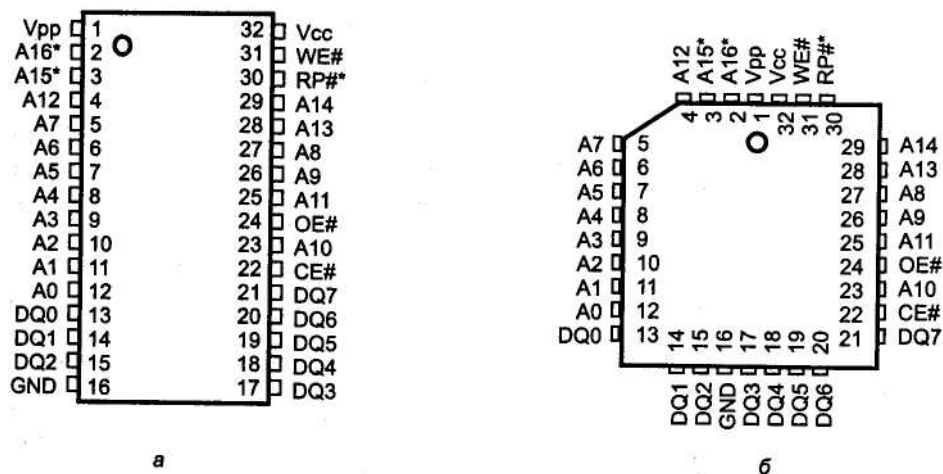 Vpp 1 32 Vcc
A16* 2 31 WE#
A15* 3 30 RP#*
A12 4 29 A14
A7 5 28 A13
A6 6 27 A8
A5 7 26 A9
A4 8 25 A11
A3 9 24 OE#
A2 10 23 A10
A1 11 22 CE#
A0 12 21 DQ7
DQ0 13 20 DQ6
DQ1 14 19 DQ5
DQ2 15 18 DQ4
GND 16 17 DQ3
а
A12 A15* A16* Vpp Vcc WE# RP#*
4 3 2 1 32 31 30
A7 5 29 A14
A6 6 28 A13
A5 7 27 A8
A4 8 26 A9
A3 9 25 A11
A2 10 24 OE#
A1 11 23 A10
A0 12 22 CE#
DQ0 13 21 DQ7
14 15 16 17 18 19 20
DQ1 DQ2 GND DQ3 DQ4 DQ5 DQ6
б